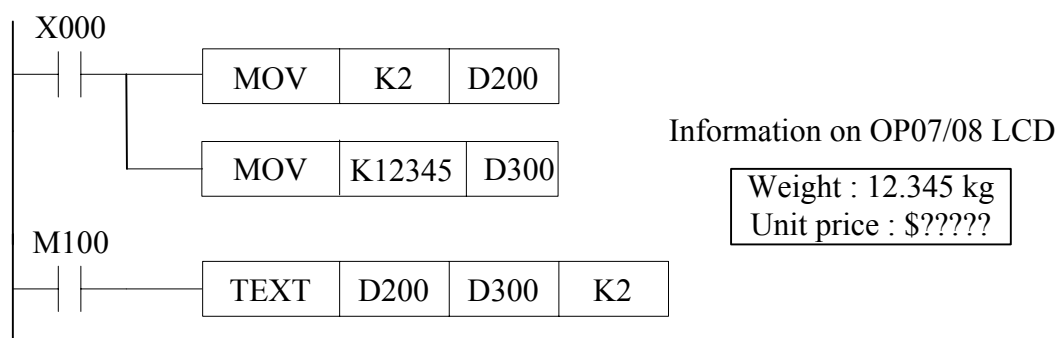 X000
MOV K2 D200
Information on OP07/08 LCD
MOV K12345 D300
Weight : 12.345 kg
Unit price : $?????
M100
TEXT D200 D300 K2